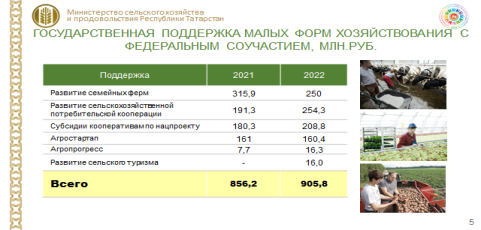 Министерство сельского хозяйства
и продовольствия Республики Татарстан
ГОСУДАРСТВЕННАЯ ПОДДЕРЖКА МАЛЫХ ФОРМ ХОЗЯЙСТВОВАНИЯ С
ФЕДЕРАЛЬНЫМ СОУЧАСТИЕМ, МЛН.РУБ.
Поддержка 2021 2022
Развитие семейных ферм 315,9 250
Развитие сельскохозяйственной
потребительской кооперации 191,3 254,3
Субсидии кооперативам по нацпроекту 180,3 208,8
Агростартап 161 160,4
Агропрогресс 7,7 16,3
Развитие сельского туризма - 16,0
Всего 856,2 905,8
5